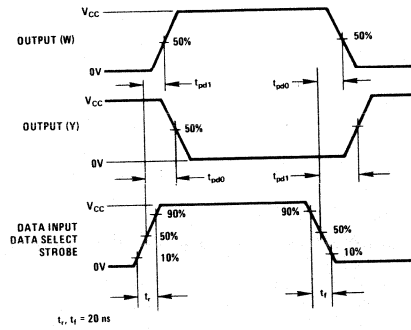 VCC
OUTPUT (W)
50%
50%
0V
tpd1
tpd0
VCC
OUTPUT (Y)
50%
0V
tpd0
tpd1
VCC
90%
90%
DATA INPUT
DATA SELECT
STROBE
50%
50%
10%
10%
0V
tr
tf
tr, tf = 20 ns